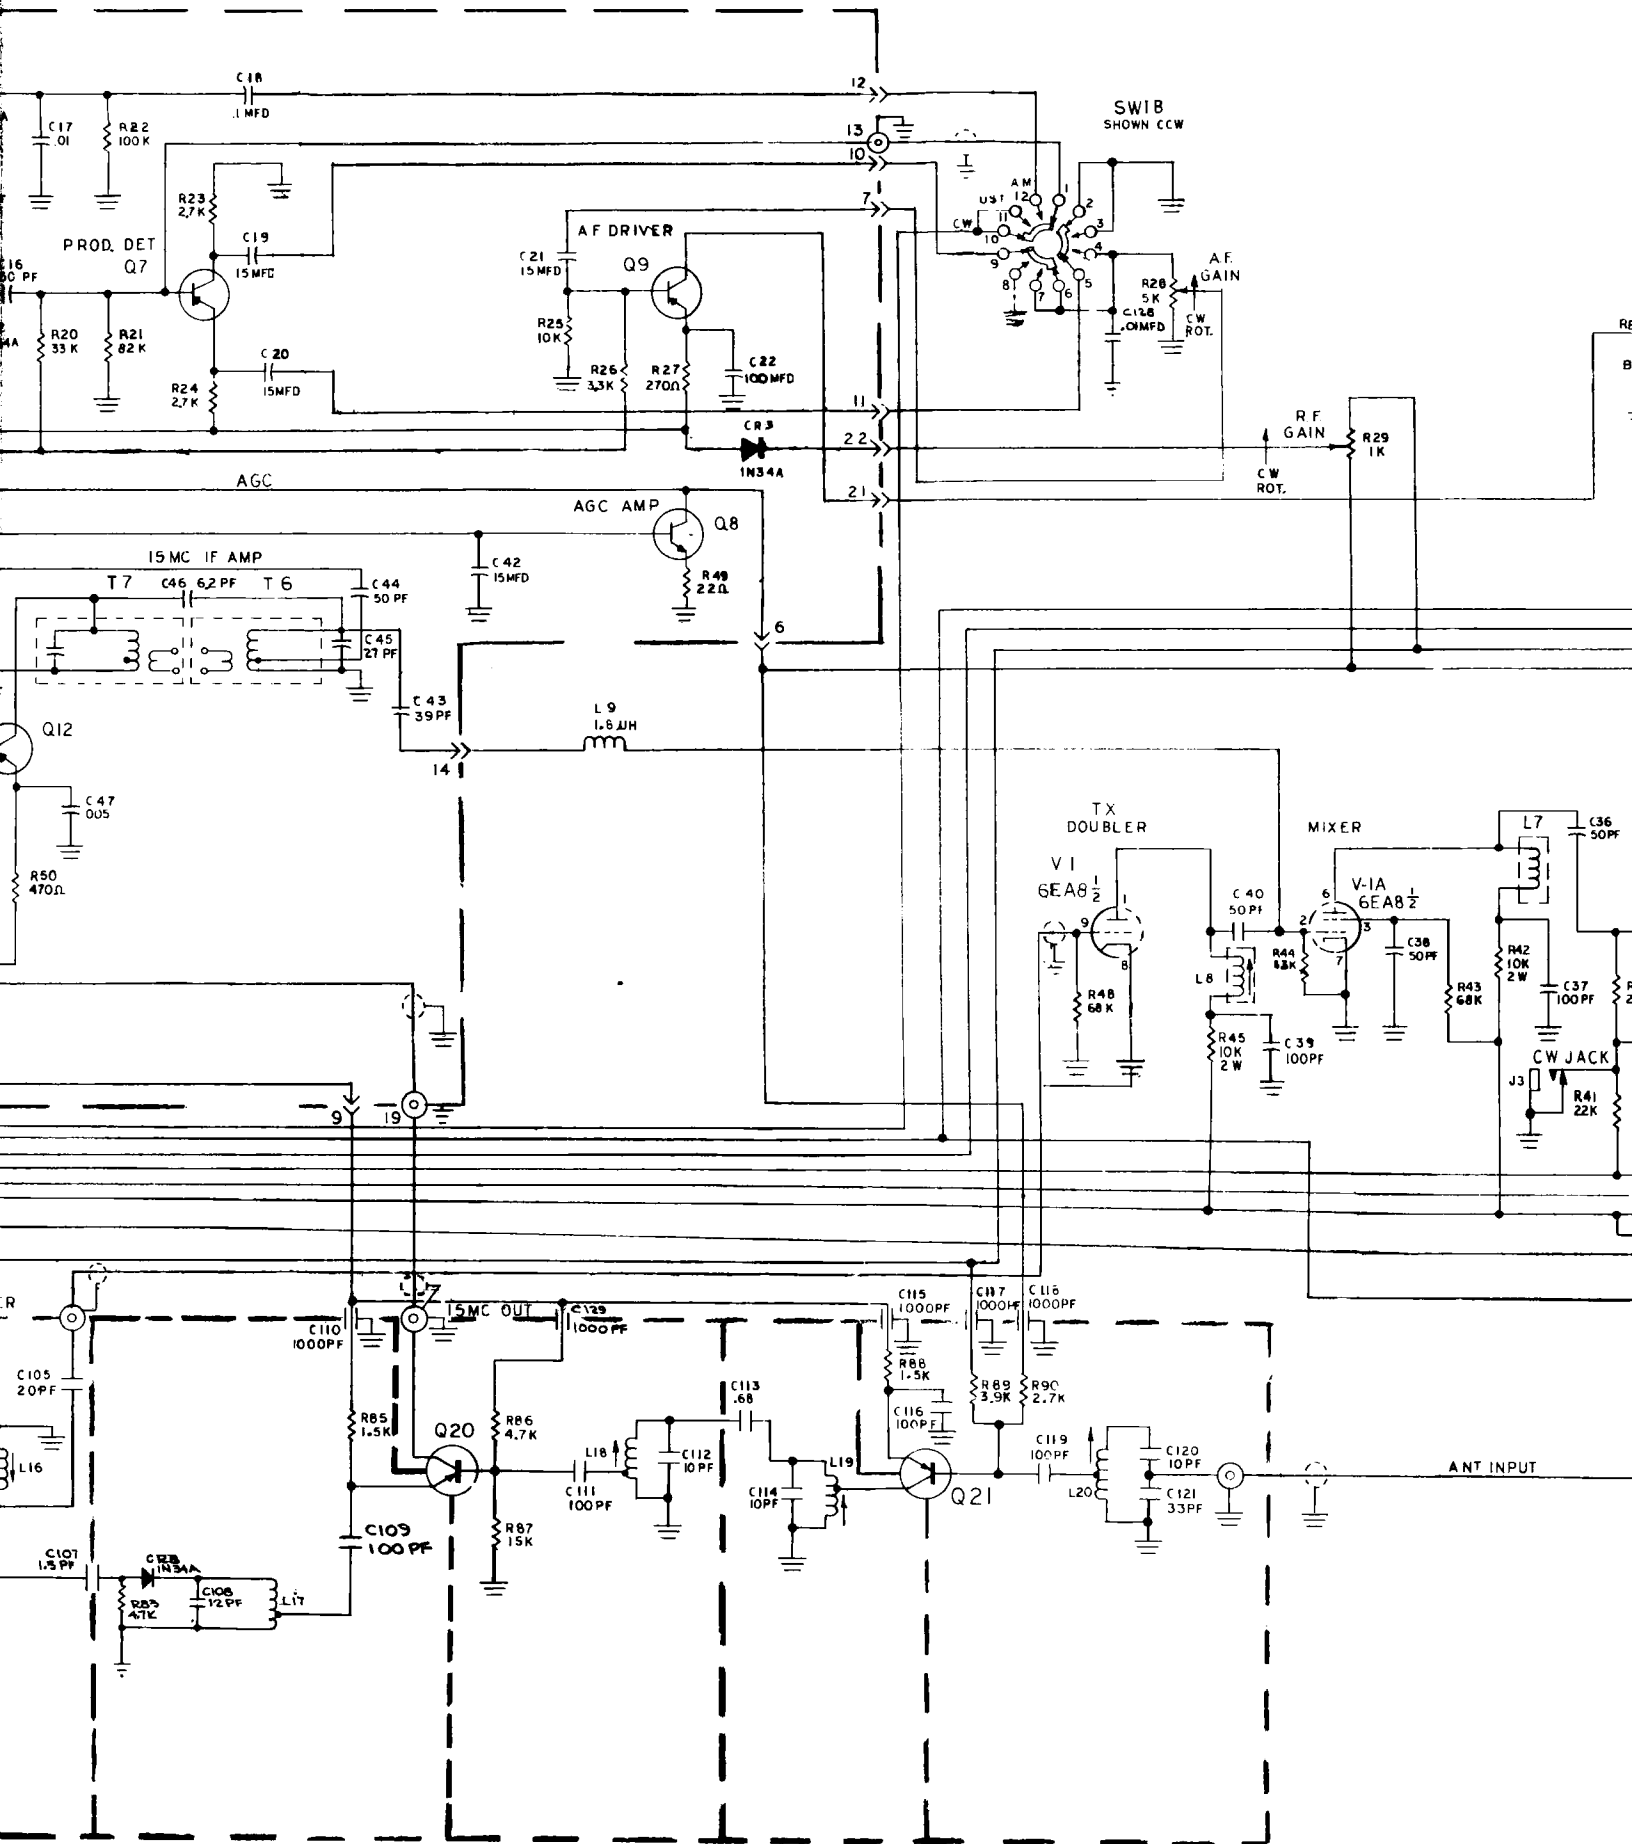 C18
.1 MFD
12
SW1B
SHOWN CCW
C17
.01
R22
100K
13
10
R23
2.7K
7
AM
12
1
UST
11
2
CW
10
3
9
4
8
7
6
5
PROD. DET
Q7
C19
15MFD
AF DRIVER
C21
15MFD
Q9
A.F.
GAIN
R28
5K
CW
ROT.
C128
.01MFD
C16
R20
33K
R21
82K
R25
10K
C20
15MFD
R24
2.7K
R26
3.3K
R27
270Ω
C22
100MFD
11
CR3
1N34A
22
R.F.
GAIN
R29
1K
CW
ROT.
21
AGC
AGC AMP
Q8
15MC IF AMP
C42
15MFD
R49
22Ω
T7
C46 6.2PF
T6
C44
50PF
C45
27PF
6
C43
39PF
L9
1.8UH
14
Q12
C47
005
R50
470Ω
TX
DOUBLER
MIXER
L7
C36
50PF
V1
6EA8½
V-1A
6EA8½
1
9
8
C40
50PF
6
2
3
7
R44
L8
C38
50PF
R42
10K
2W
C37
100PF
R43
68K
R48
68K
R45
10K
2W
C39
100PF
CW JACK
J3
R41
22K
9
19
15MC OUT
C110
1000PF
C129
1000PF
C115
1000PF
C117
1000PF
C118
1000PF
C105
20PF
L16
R85
1.5K
Q20
R86
4.7K
L18
C112
10PF
C113
.68
C111
100PF
R87
15K
C114
10PF
L19
R88
1.5K
C116
100PF
Q21
R89
3.9K
R90
2.7K
C119
100PF
L20
C120
10PF
C121
33PF
ANT INPUT
C109
100PF
C107
1.5PF
CR8
1N34A
R83
4.7K
C108
12PF
L17